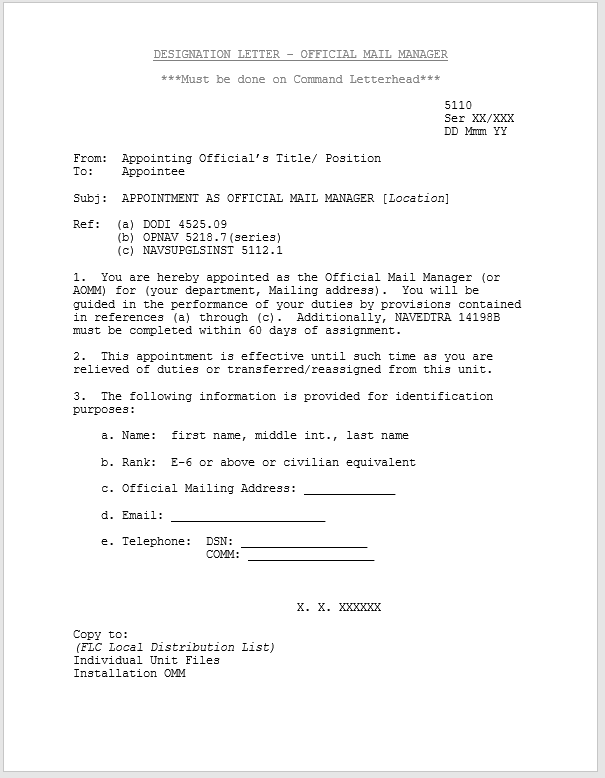 DESIGNATION LETTER – OFFICIAL MAIL MANAGER
***Must be done on Command Letterhead***
5110
Ser XX/XXX
DD Mmm YY
From:  Appointing Official's Title/ Position
To:    Appointee
Subj:  APPOINTMENT AS OFFICIAL MAIL MANAGER [Location]
Ref:  (a) DODI 4525.09
(b) OPNAV 5218.7(series)
(c) NAVSUPGLSINST 5112.1
1.  You are hereby appointed as the Official Mail Manager (or
AOMM) for (your department, Mailing address).  You will be
guided in the performance of your duties by provisions contained
in references (a) through (c).  Additionally, NAVEDTRA 14198B
must be completed within 60 days of assignment.
2.  This appointment is effective until such time as you are
relieved of duties or transferred/reassigned from this unit.
3.  The following information is provided for identification
purposes:
a. Name:  first name, middle int., last name
b. Rank:  E-6 or above or civilian equivalent
c. Official Mailing Address: _____________
d. Email: ______________________
e. Telephone:  DSN: __________________
COMM: __________________
X. X. XXXXXX
Copy to:
(FLC Local Distribution List)
Individual Unit Files
Installation OMM